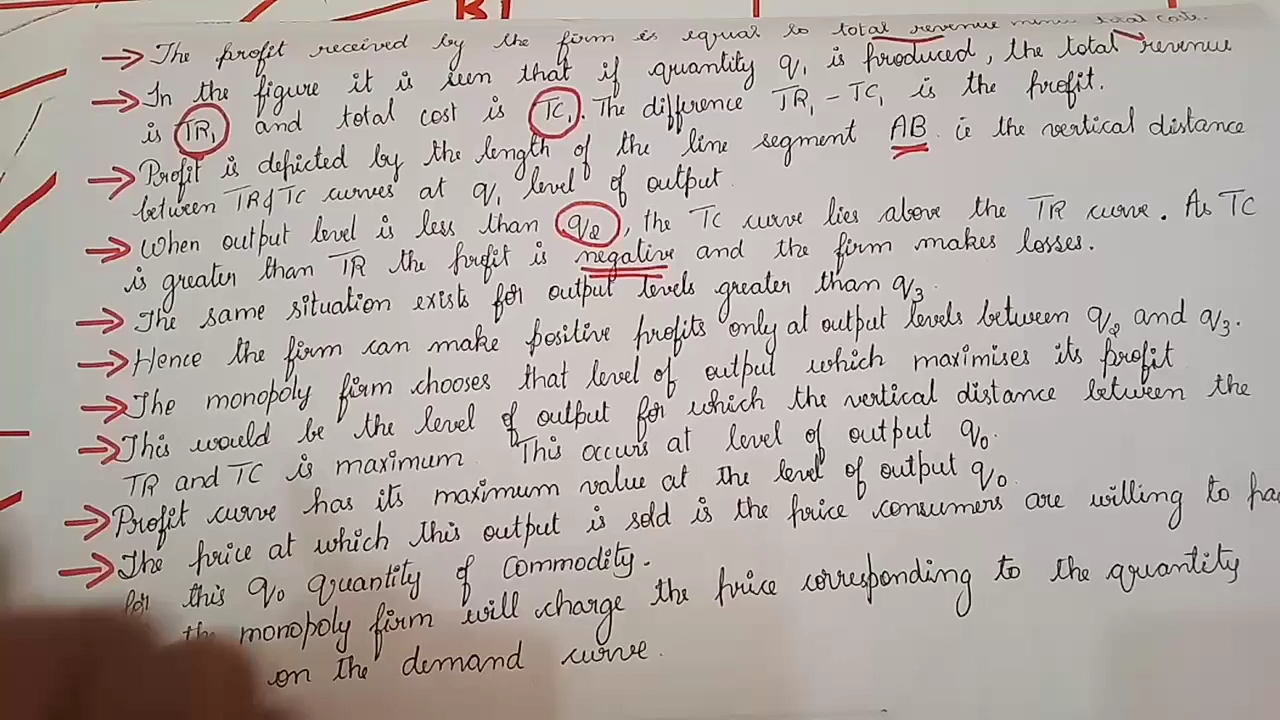 → The profit received by the firm is equal to total revenue minus total cost.
→ In the figure it is seen that if quantity q₁ is produced, the total revenue
is TR₁ and total cost is TC₁. The difference TR₁ - TC₁ is the profit.
→ Profit is depicted by the length of the line segment AB ie the vertical distance
between TR & TC curves at q₁ level of output.
→ When output level is less than q₂, the TC curve lies above the TR curve. As TC
is greater than TR the profit is negative and the firm makes losses.
→ The same situation exists for output levels greater than q₃.
→ Hence the firm can make positive profits only at output levels between q₂ and q₃.
→ The monopoly firm chooses that level of output which maximises its profit
→ This would be the level of output for which the vertical distance between the
TR and TC is maximum. This occurs at level of output q₀.
→ Profit curve has its maximum value at the level of output q₀.
→ The price at which this output is sold is the price consumers are willing to
for this q₀ quantity of commodity.
the monopoly firm will charge the price corresponding to the quantity
on the demand curve.